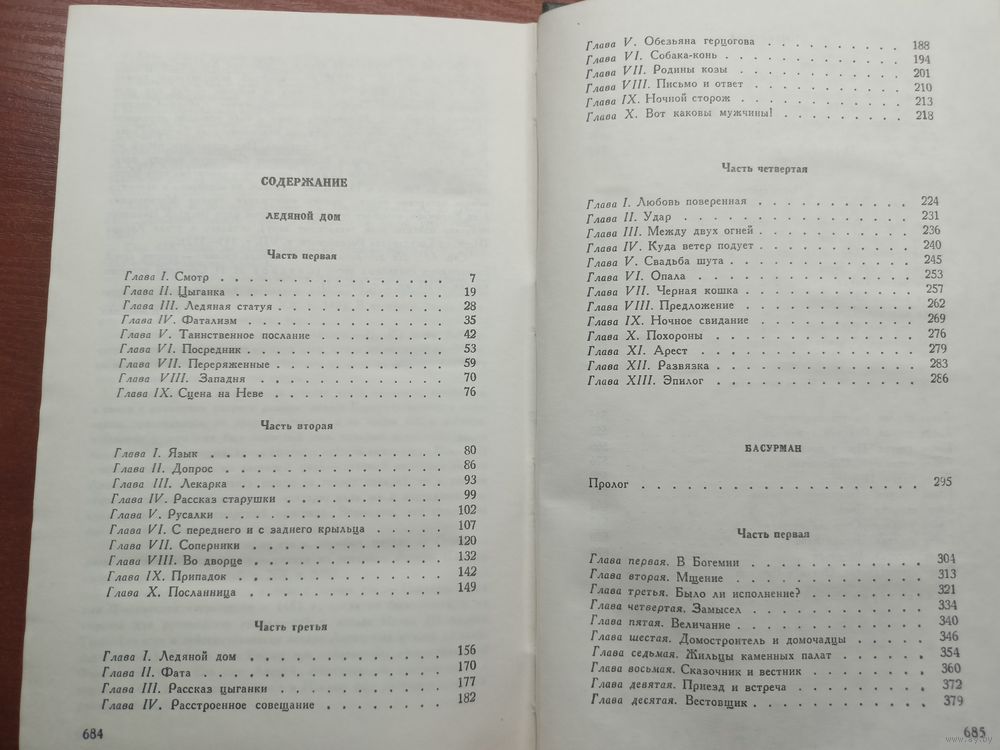 СОДЕРЖАНИЕ
ЛЕДЯНОЙ ДОМ
Часть первая
Глава I. Смотр . . . . . . . . . . . . . . . 7
Глава II. Цыганка . . . . . . . . . . . . . . 19
Глава III. Ледяная статуя . . . . . . . . . . . 28
Глава IV. Фатализм . . . . . . . . . . . . . 35
Глава V. Таинственное послание . . . . . . . . 42
Глава VI. Посредник . . . . . . . . . . . . . 53
Глава VII. Переряженные . . . . . . . . . . . 59
Глава VIII. Западня . . . . . . . . . . . . 70
Глава IX. Сцена на Неве . . . . . . . . . . . 76
Часть вторая
Глава I. Язык . . . . . . . . . . . . . . . 80
Глава II. Допрос . . . . . . . . . . . . . . 86
Глава III. Лекарка . . . . . . . . . . . . . 93
Глава IV. Рассказ старушки . . . . . . . . . . 99
Глава V. Русалки . . . . . . . . . . . . . . 102
Глава VI. С переднего и с заднего крыльца . . . . . 107
Глава VII. Соперники . . . . . . . . . . . . 120
Глава VIII. Во дворце . . . . . . . . . . . . 132
Глава IX. Припадок . . . . . . . . . . . . . 142
Глава X. Посланница . . . . . . . . . . . . . 149
Часть третья
Глава I. Ледяной дом . . . . . . . . . . . . 156
Глава II. Фата . . . . . . . . . . . . . . . 170
Глава III. Рассказ цыганки . . . . . . . . . . 177
Глава IV. Расстроенное совещание . . . . . . . . 182
684
Глава V. Обезьяна герцогова . . . . . . . . . 188
Глава VI. Собака-конь . . . . . . . . . . . . 194
Глава VII. Родины козы . . . . . . . . . . . 201
Глава VIII. Письмо и ответ . . . . . . . . . . 210
Глава IX. Ночной сторож . . . . . . . . . . . 213
Глава X. Вот каковы мужчины! . . . . . . . . . 218
Часть четвертая
Глава I. Любовь поверенная . . . . . . . . . . 224
Глава II. Удар . . . . . . . . . . . . . . . 231
Глава III. Между двух огней . . . . . . . . . . 236
Глава IV. Куда ветер подует . . . . . . . . . . 240
Глава V. Свадьба шута . . . . . . . . . . . . 245
Глава VI. Опала . . . . . . . . . . . . . . 253
Глава VII. Черная кошка . . . . . . . . . . . 257
Глава VIII. Предложение . . . . . . . . . . . 262
Глава IX. Ночное свидание . . . . . . . . . . 269
Глава X. Похороны . . . . . . . . . . . . . 276
Глава XI. Арест . . . . . . . . . . . . . . 279
Глава XII. Развязка . . . . . . . . . . . . . 283
Глава XIII. Эпилог . . . . . . . . . . . . . 286
БАСУРМАН
Пролог . . . . . . . . . . . . . . . . . . 295
Часть первая
Глава первая. В Богемии . . . . . . . . . . . 304
Глава вторая. Мщение . . . . . . . . . . . . 313
Глава третья. Было ли исполнение? . . . . . . . . 321
Глава четвертая. Замысел . . . . . . . . . . . 334
Глава пятая. Величание . . . . . . . . . . . . 340
Глава шестая. Домостроитель и домочадцы . . . . . . 346
Глава седьмая. Жильцы каменных палат . . . . . . 354
Глава восьмая. Сказочник и вестник . . . . . . . . 360
Глава девятая. Приезд и встреча . . . . . . . . . 372
Глава десятая. Вестовщик . . . . . . . . . . . 379
685
www.ay.by